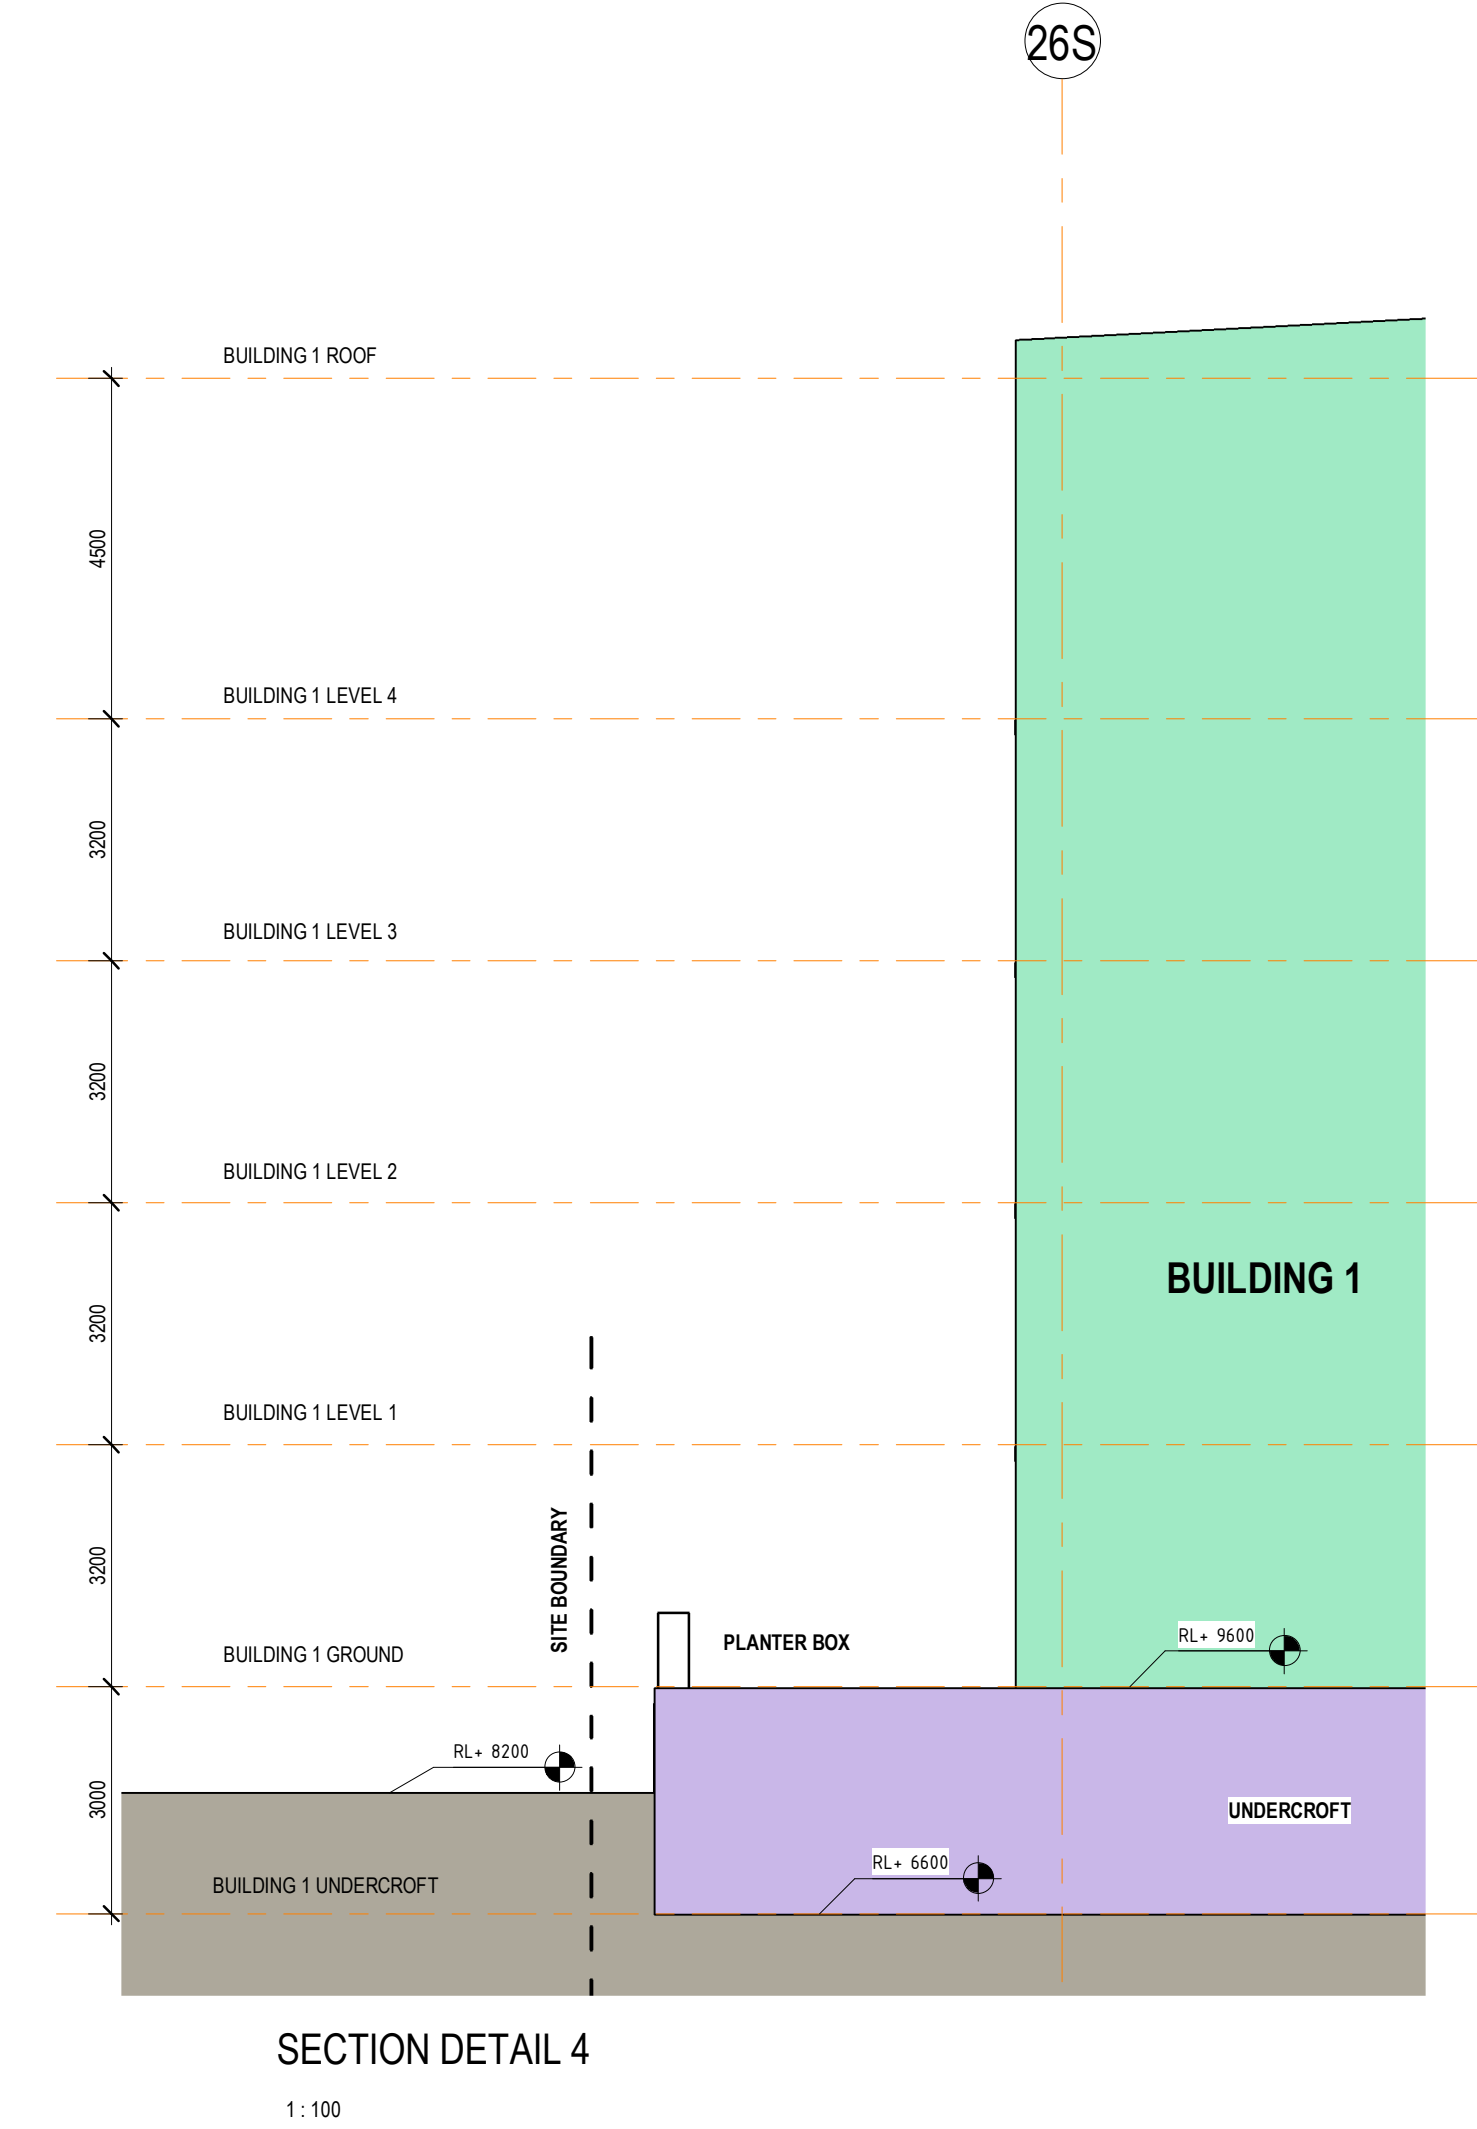 26S
BUILDING 1 ROOF
4500
BUILDING 1 LEVEL 4
3200
BUILDING 1 LEVEL 3
3200
BUILDING 1 LEVEL 2
BUILDING 1
3200
BUILDING 1 LEVEL 1
3200
SITE BOUNDARY
PLANTER BOX
RL+ 9600
BUILDING 1 GROUND
RL+ 8200
3000
UNDERCROFT
RL+ 6600
BUILDING 1 UNDERCROFT
SECTION DETAIL 4
1 : 100